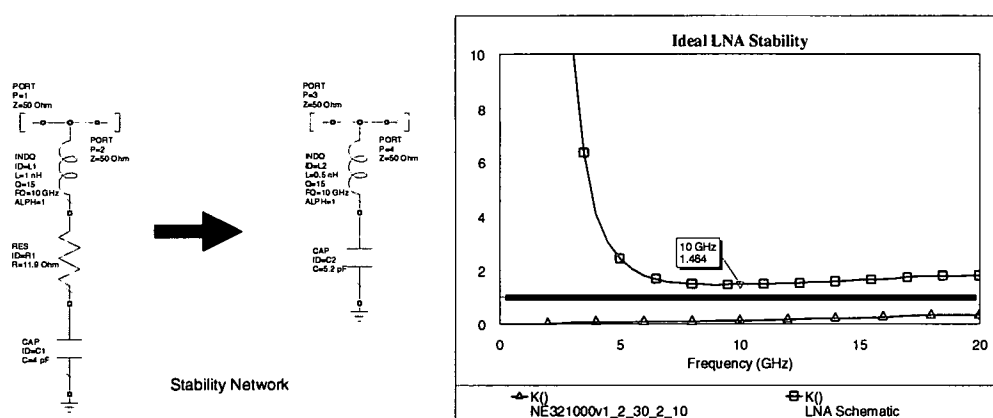 PORT
P=1
Z=50 Ohm
PORT
P=2
Z=50 Ohm
INDQ
ID=L1
L=1 nH
Q=15
FQ=10 GHz
ALPH=1
RES
ID=R1
R=11.9 Ohm
CAP
ID=C1
C=4 pF
PORT
P=3
Z=50 Ohm
PORT
P=4
Z=50 Ohm
INDQ
ID=L2
L=0.5 nH
Q=15
FQ=10 GHz
ALPH=1
CAP
ID=C2
C=5.2 pF
Stability Network
Ideal LNA Stability
10
8
6
4
2
0
10 GHz
1.464
0 5 10 15 20
Frequency (GHz)
K()
NE321000v1_2_30_2_10
K()
LNA Schematic